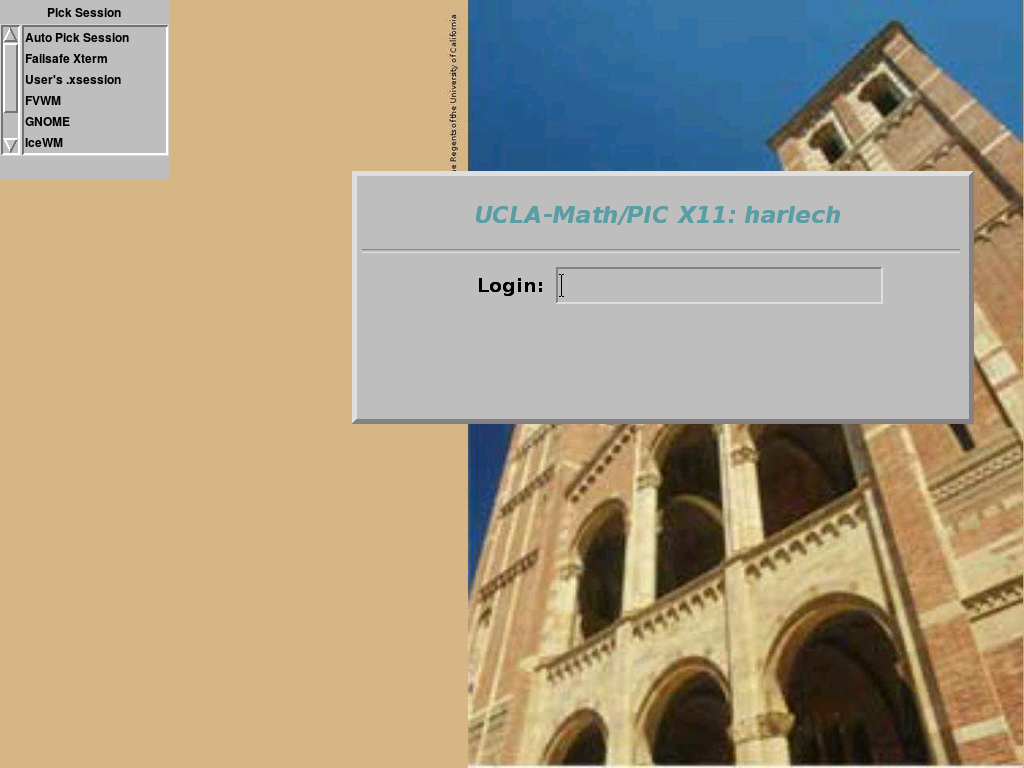 Pick Session
Auto Pick Session
Failsafe Xterm
User's .xsession
FVWM
GNOME
IceWM
Regents of the University of California
UCLA-Math/PIC X11: harlech
Login: